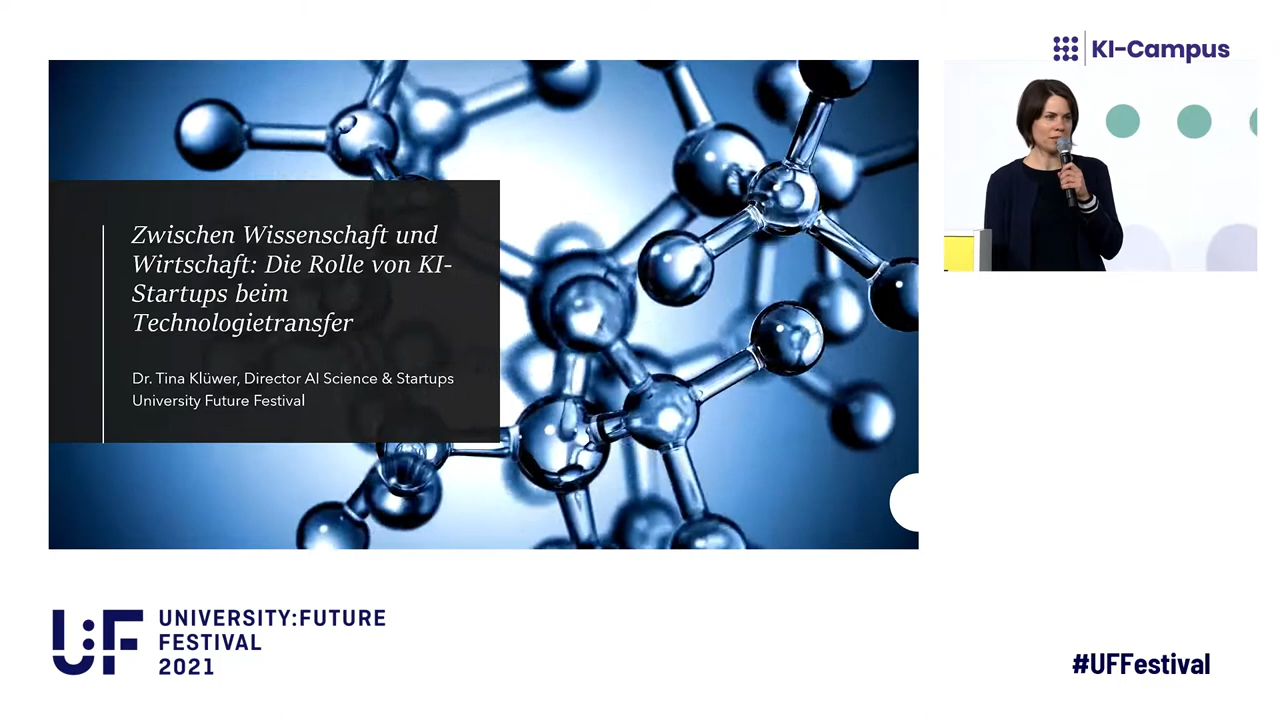 KI-Campus
Zwischen Wissenschaft und
Wirtschaft: Die Rolle von KI-
Startups beim
Technologietransfer
Dr. Tina Klüwer, Director AI Science & Startups
University Future Festival
U:F
UNIVERSITY:FUTURE
FESTIVAL
2021
#UFFestival